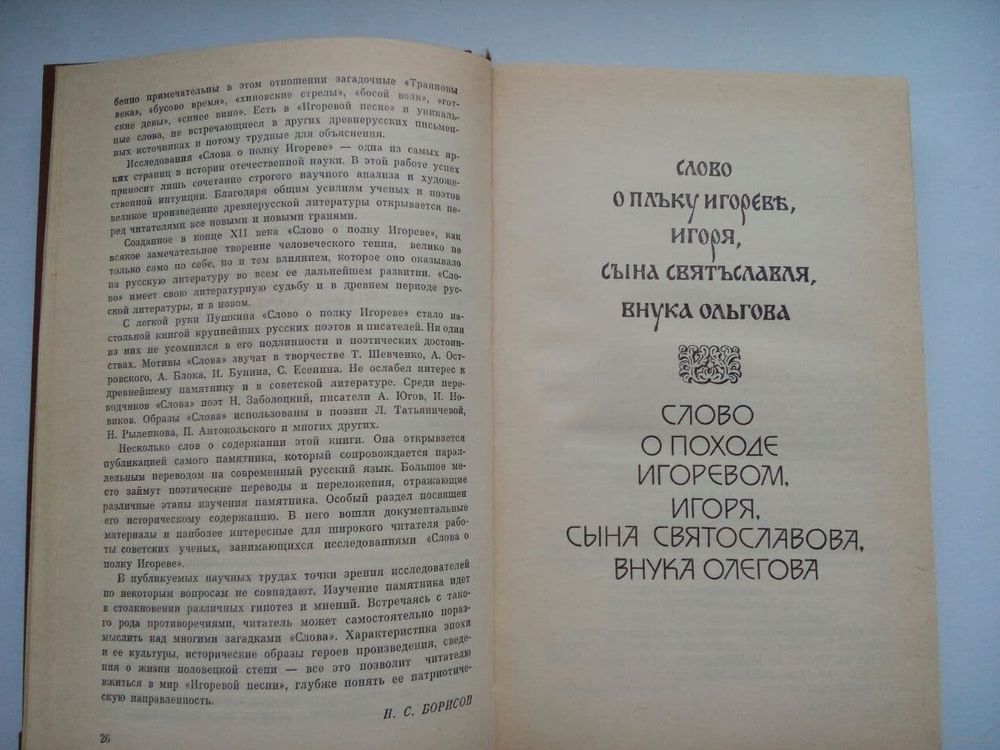 бенно примечательны в этом отношении загадочные «Трояновы
века», «бусово время», «хиновские стрелы», «босой волк», «гот-
ские девы», «синее вино». Есть в «Игоревой песне» и уникаль-
ные слова, не встречающиеся в других древнерусских письмен-
ных источниках и потому трудные для объяснения.
Исследования «Слова о полку Игореве» — одна из самых яр-
ких страниц в истории отечественной науки. В этой работе успех
приносит лишь сочетание строгого научного анализа и художе-
ственной интуиции. Благодаря общим усилиям ученых и поэтов
великое произведение древнерусской литературы открывается пе-
ред читателями все новыми и новыми гранями.
Созданное в конце XII века «Слово о полку Игореве», как
всякое замечательное творение человеческого гения, велико не
только само по себе, но и тем влиянием, которое оно оказывало
на русскую литературу во всем ее дальнейшем развитии. «Сло-
во» имеет свою литературную судьбу и в древнем периоде рус-
ской литературы, и в новом.
С легкой руки Пушкина «Слово о полку Игореве» стало на-
стольной книгой крупнейших русских поэтов и писателей. Ни один
из них не усомнился в его подлинности и поэтических достоин-
ствах. Мотивы «Слова» звучат в творчестве Т. Шевченко, А. Ост-
ровского, А. Блока, И. Бунина, С. Есенина. Не ослабел интерес к
древнейшему памятнику и в советской литературе. Среди пере-
водчиков «Слова» поэт Н. Заболоцкий, писатели А. Югов, И. Но-
виков. Образы «Слова» использованы в поэзии Л. Татьяничевой,
Н. Рыленкова, П. Антокольского и многих других.
Несколько слов о содержании этой книги. Она открывается
публикацией самого памятника, который сопровождается парал-
лельным переводом на современный русский язык. Большое ме-
сто займут поэтические переводы и переложения, отражающие
различные этапы изучения памятника. Особый раздел посвящен
его историческому содержанию. В него вошли документальные
материалы и наиболее интересные для широкого читателя рабо-
ты советских ученых, занимающихся исследованиями «Слова о
полку Игореве».
В публикуемых научных трудах точки зрения исследователей
по некоторым вопросам не совпадают. Изучение памятника идет
в столкновении различных гипотез и мнений. Встречаясь с тако-
го рода противоречиями, читатель может самостоятельно пораз-
мыслить над многими загадками «Слова». Характеристика эпохи
и ее культуры, исторические образы героев произведения, сведе-
ния о жизни половецкой степи — все это позволит читателю
вжиться в мир «Игоревой песни», глубже понять ее патриотиче-
скую направленность.
Н. С. БОРИСОВ
26
СЛОВО
О ПЛЪКУ ИГОРЕВѢ,
ИГОРЯ,
СЫНА СВЯТЪСЛАВЛЯ,
ВНУКА ОЛЬГОВА
СЛОВО
О ПОХОДЕ
ИГОРЕВОМ,
ИГОРЯ,
СЫНА СВЯТОСЛАВОВА,
ВНУКА ОЛЕГОВА